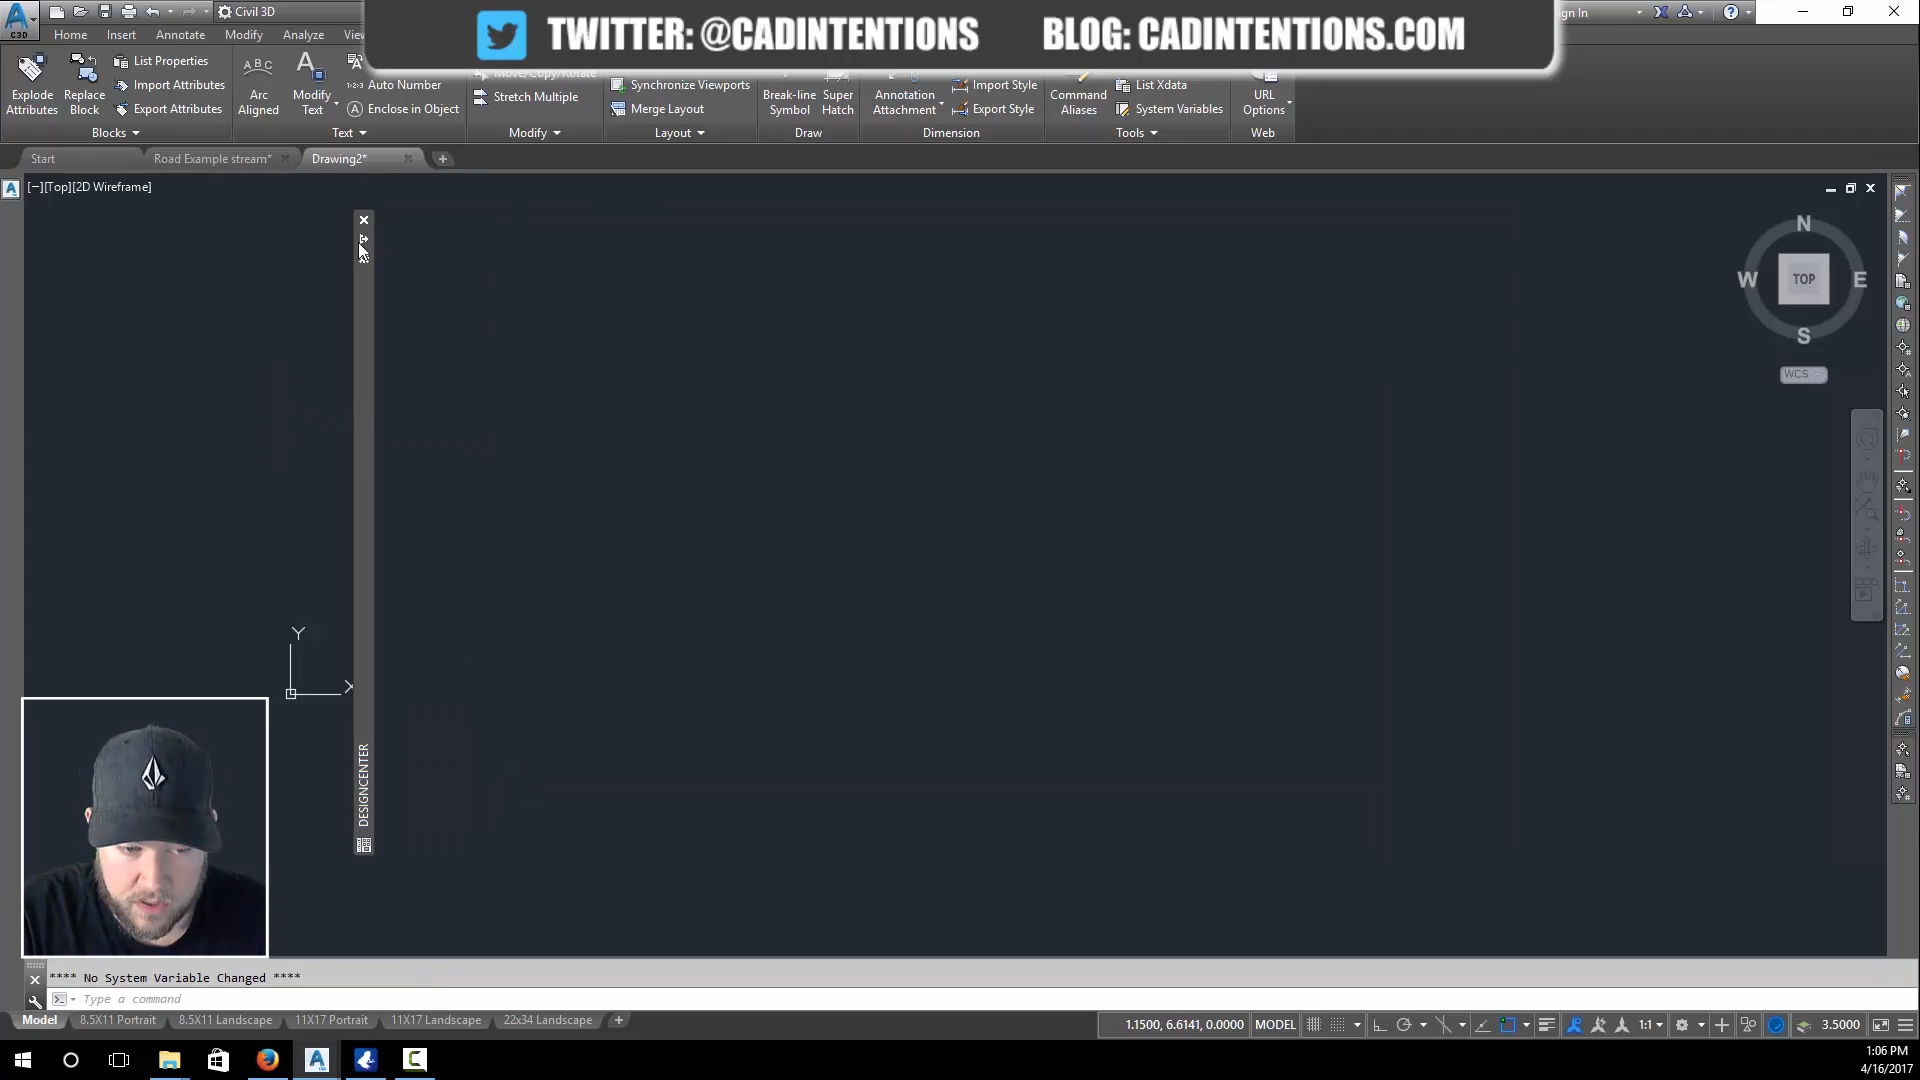 C3D
Civil 3D
TWITTER: @CADINTENTIONS
BLOG: CADINTENTIONS.COM
Home
Insert
Annotate
Modify
Analyze
Explode Attributes
Replace Block
List Properties
Import Attributes
Export Attributes
Blocks
ABC
Arc Aligned
Modify Text
Auto Number
Enclose in Object
Text
Move/Copy/Rotate
Stretch Multiple
Modify
Synchronize Viewports
Merge Layout
Layout
Break-line Symbol
Super Hatch
Draw
Annotation Attachment
Import Style
Export Style
Dimension
Command Aliases
List Xdata
System Variables
Tools
URL Options
Web
Start
Road Example stream*
Drawing2*
[−][Top][2D Wireframe]
N
W
TOP
E
S
WCS
Y
X
DESIGNCENTER
**** No System Variable Changed ****
Type a command
Model
8.5X11 Portrait
8.5X11 Landscape
11X17 Portrait
11X17 Landscape
22x34 Landscape
1.1500, 6.6141, 0.0000
MODEL
1:1
3.5000
1:06 PM
4/16/2017